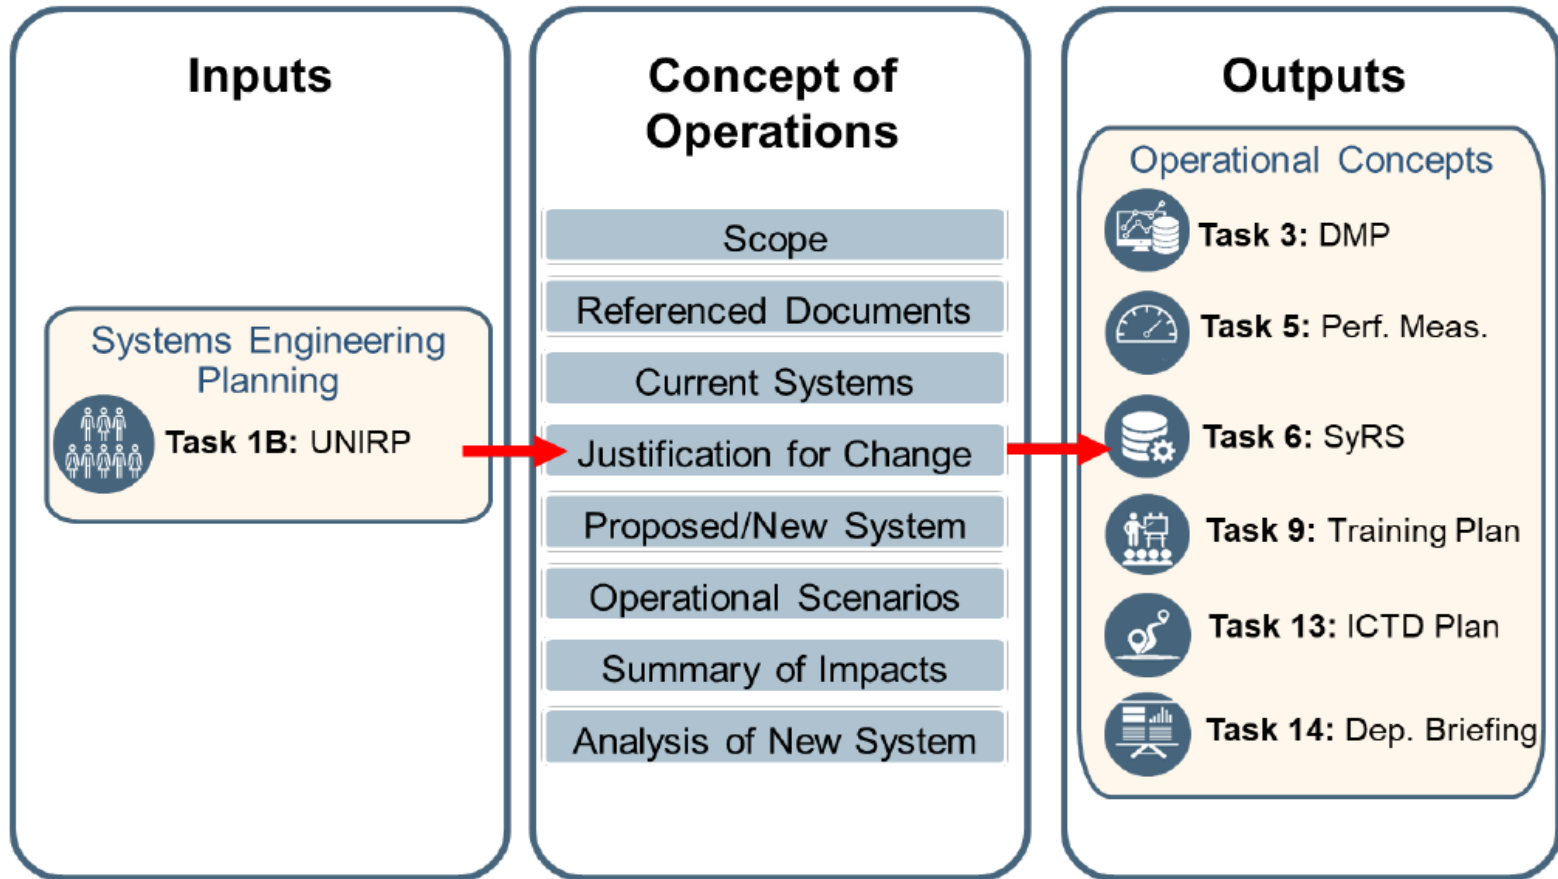 Inputs
Systems Engineering
Planning
Task 1B: UNIRP
Concept of
Operations
Scope
Referenced Documents
Current Systems
Justification for Change
Proposed/New System
Operational Scenarios
Summary of Impacts
Analysis of New System
Outputs
Operational Concepts
Task 3: DMP
Task 5: Perf. Meas.
Task 6: SyRS
Task 9: Training Plan
Task 13: ICTD Plan
Task 14: Dep. Briefing